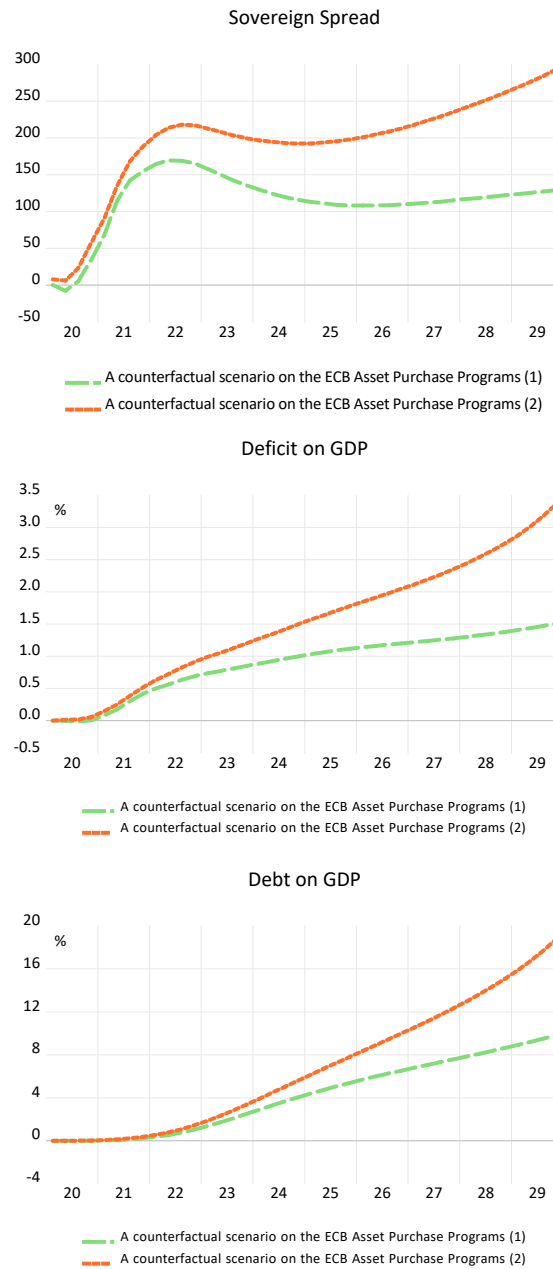 Sovereign Spread
300
250
200
150
100
50
0
-50
20 21 22 23 24 25 26 27 28 29
A counterfactual scenario on the ECB Asset Purchase Programs (1)
A counterfactual scenario on the ECB Asset Purchase Programs (2)
Deficit on GDP
3.5
%
3.0
2.5
2.0
1.5
1.0
0.5
0.0
-0.5
20 21 22 23 24 25 26 27 28 29
A counterfactual scenario on the ECB Asset Purchase Programs (1)
A counterfactual scenario on the ECB Asset Purchase Programs (2)
Debt on GDP
20
%
16
12
8
4
0
-4
20 21 22 23 24 25 26 27 28 29
A counterfactual scenario on the ECB Asset Purchase Programs (1)
A counterfactual scenario on the ECB Asset Purchase Programs (2)